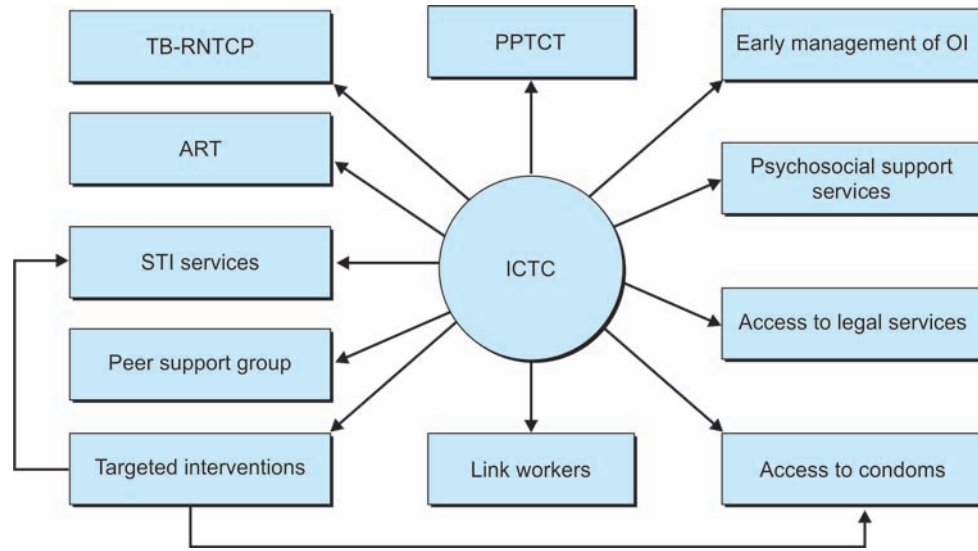 TB-RNTCP
PPTCT
Early management of OI
ART
Psychosocial support
services
STI services
ICTC
Access to legal services
Peer support group
Targeted interventions
Link workers
Access to condoms